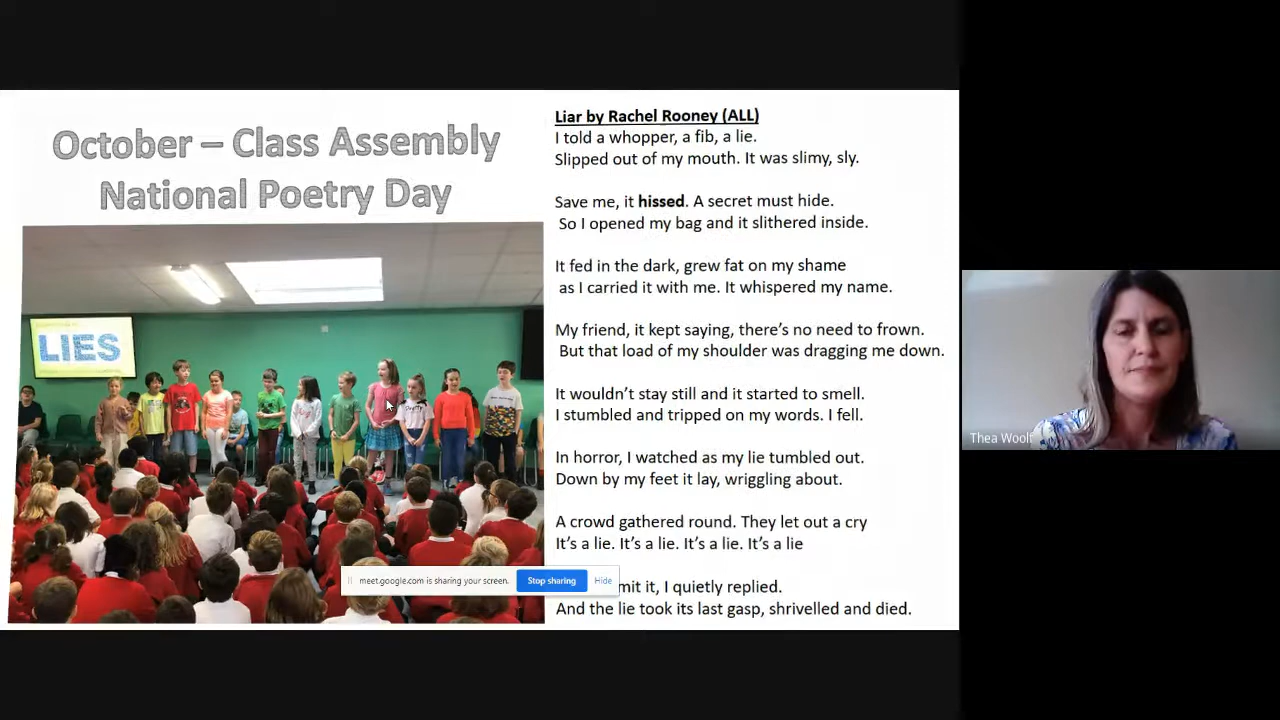 October – Class Assembly
National Poetry Day
LIES
Liar by Rachel Rooney (ALL)
I told a whopper, a fib, a lie.
Slipped out of my mouth. It was slimy, sly.
Save me, it hissed. A secret must hide.
So I opened my bag and it slithered inside.
It fed in the dark, grew fat on my shame
as I carried it with me. It whispered my name.
My friend, it kept saying, there's no need to frown.
But that load of my shoulder was dragging me down.
It wouldn't stay still and it started to smell.
I stumbled and tripped on my words. I fell.
In horror, I watched as my lie tumbled out.
Down by my feet it lay, wriggling about.
A crowd gathered round. They let out a cry
It's a lie. It's a lie. It's a lie. It's a lie
mit it, I quietly replied.
And the lie took its last gasp, shrivelled and died.
meet.google.com is sharing your screen.
Stop sharing
Hide
Thea Woolf